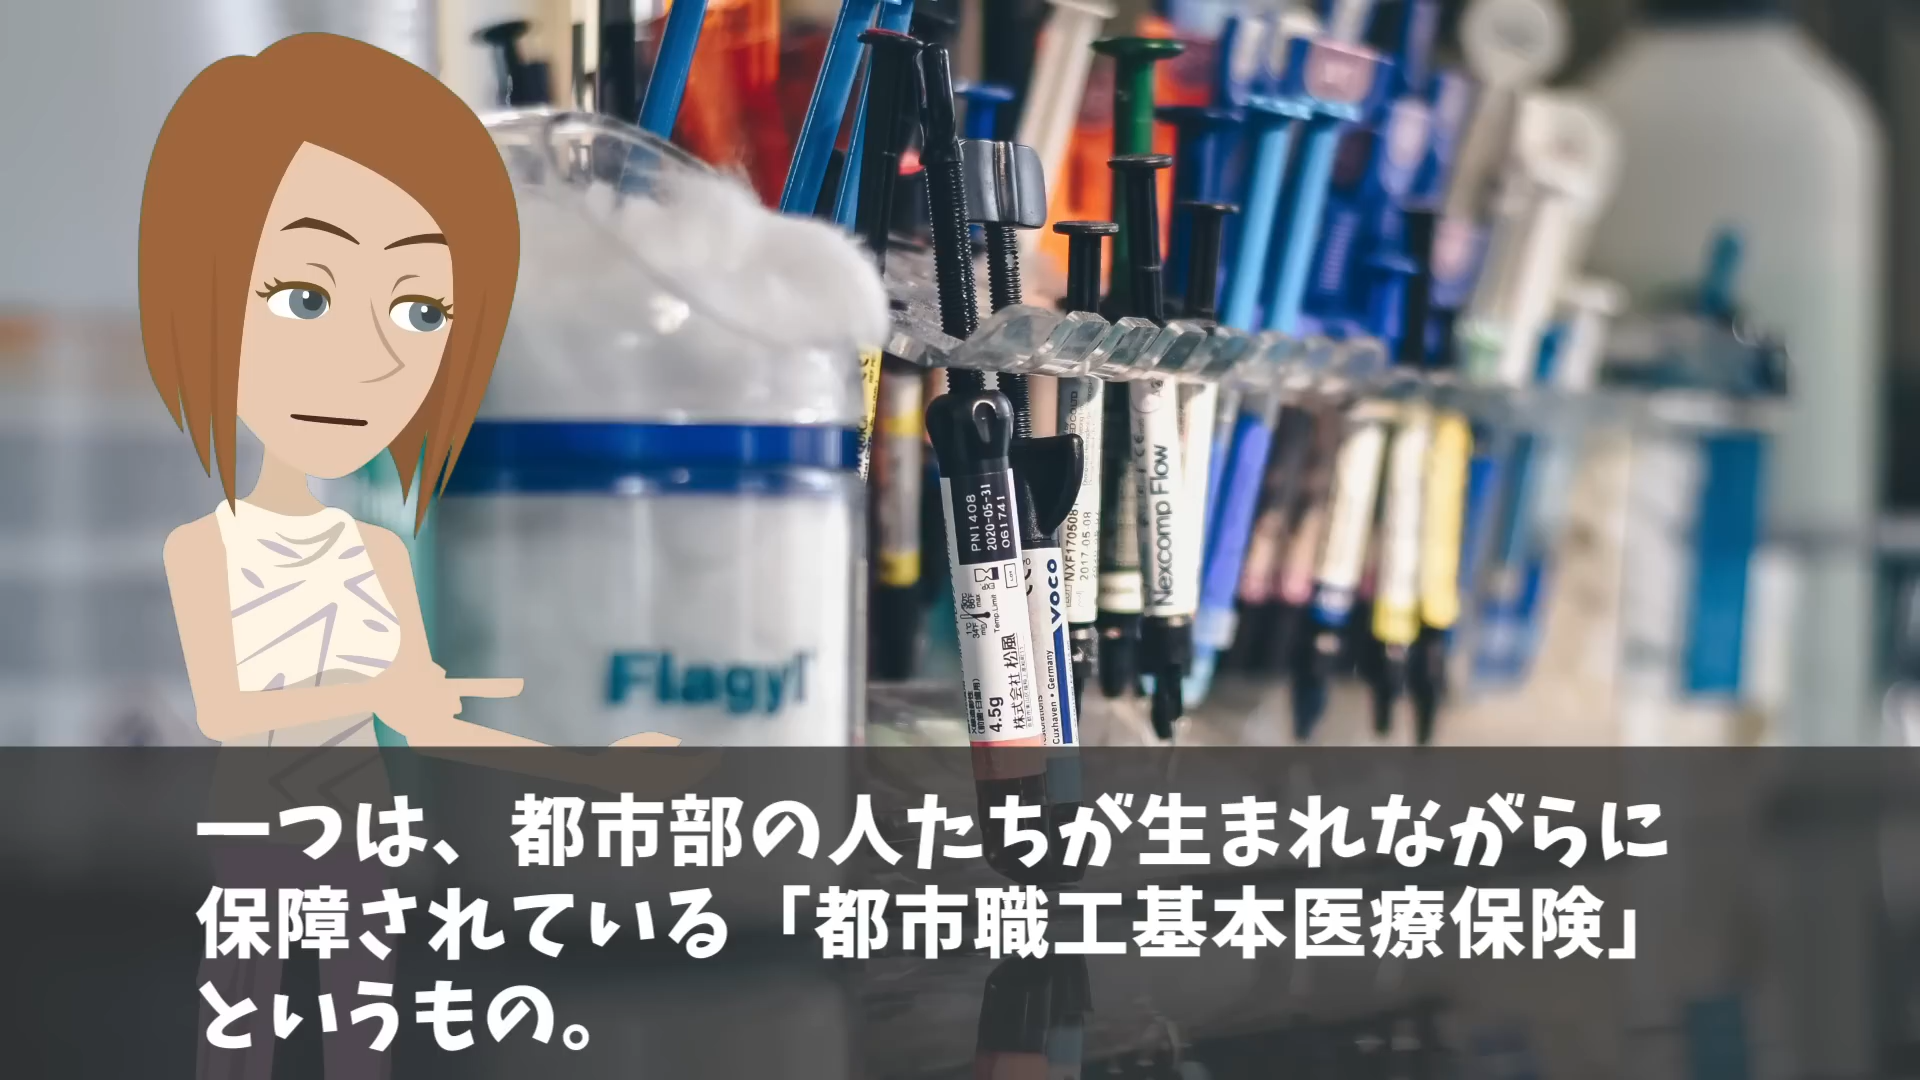 Flagyl
PN1408
2020-05-31
061741
Temp.Limit
4.5g
株式会社 松風
VOCO
Cuxhaven • Germany
NXF170508
2017.05.08
Nexcomp Flow
一つは、都市部の人たちが生まれながらに
保障されている「都市職工基本医療保険」
というもの。